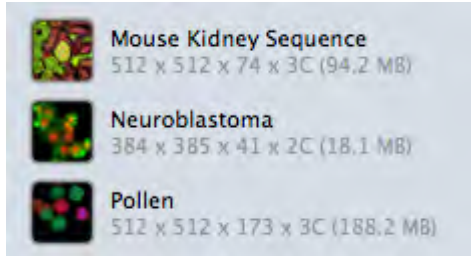 Mouse Kidney Sequence
512 x 512 x 74 x 3C (94.2 MB)
Neuroblastoma
384 x 385 x 41 x 2C (18.1 MB)
Pollen
512 x 512 x 173 x 3C (188.2 MB)